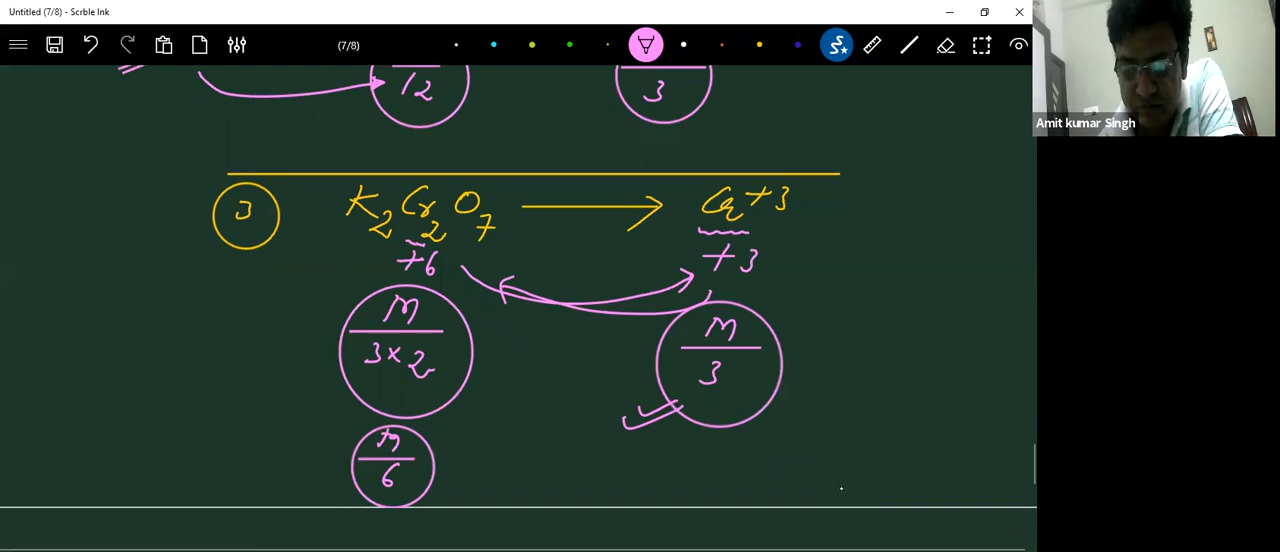 Untitled (7/8) - Scrble Ink
(7/8)
Amit kumar Singh
12
3
3 K2Cr2O7 → Cr+3
+6 +3
M M
3×2 3
M
6